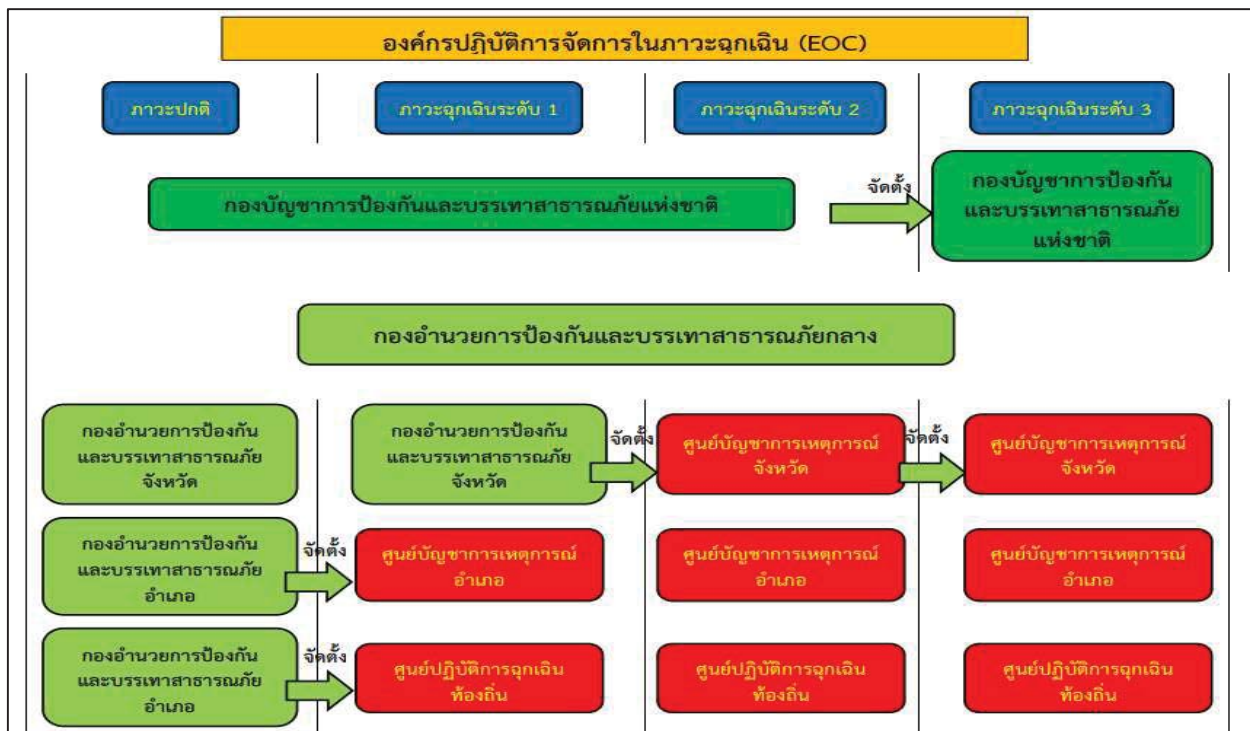 องค์กรปฏิบัติการจัดการในภาวะฉุกเฉิน (EOC)
ภาวะปกติ
ภาวะฉุกเฉินระดับ 1
ภาวะฉุกเฉินระดับ 2
ภาวะฉุกเฉินระดับ 3
กองบัญชาการป้องกันและบรรเทาสาธารณภัยแห่งชาติ
จัดตั้ง
กองบัญชาการป้องกัน
และบรรเทาสาธารณภัย
แห่งชาติ
กองอำนวยการป้องกันและบรรเทาสาธารณภัยกลาง
กองอำนวยการป้องกัน
และบรรเทาสาธารณภัย
จังหวัด
กองอำนวยการป้องกัน
และบรรเทาสาธารณภัย
จังหวัด
จัดตั้ง
ศูนย์บัญชาการเหตุการณ์
จังหวัด
จัดตั้ง
ศูนย์บัญชาการเหตุการณ์
จังหวัด
กองอำนวยการป้องกัน
และบรรเทาสาธารณภัย
อำเภอ
จัดตั้ง
ศูนย์บัญชาการเหตุการณ์
อำเภอ
ศูนย์บัญชาการเหตุการณ์
อำเภอ
ศูนย์บัญชาการเหตุการณ์
อำเภอ
กองอำนวยการป้องกัน
และบรรเทาสาธารณภัย
อำเภอ
จัดตั้ง
ศูนย์ปฏิบัติการฉุกเฉิน
ท้องถิ่น
ศูนย์ปฏิบัติการฉุกเฉิน
ท้องถิ่น
ศูนย์ปฏิบัติการฉุกเฉิน
ท้องถิ่น